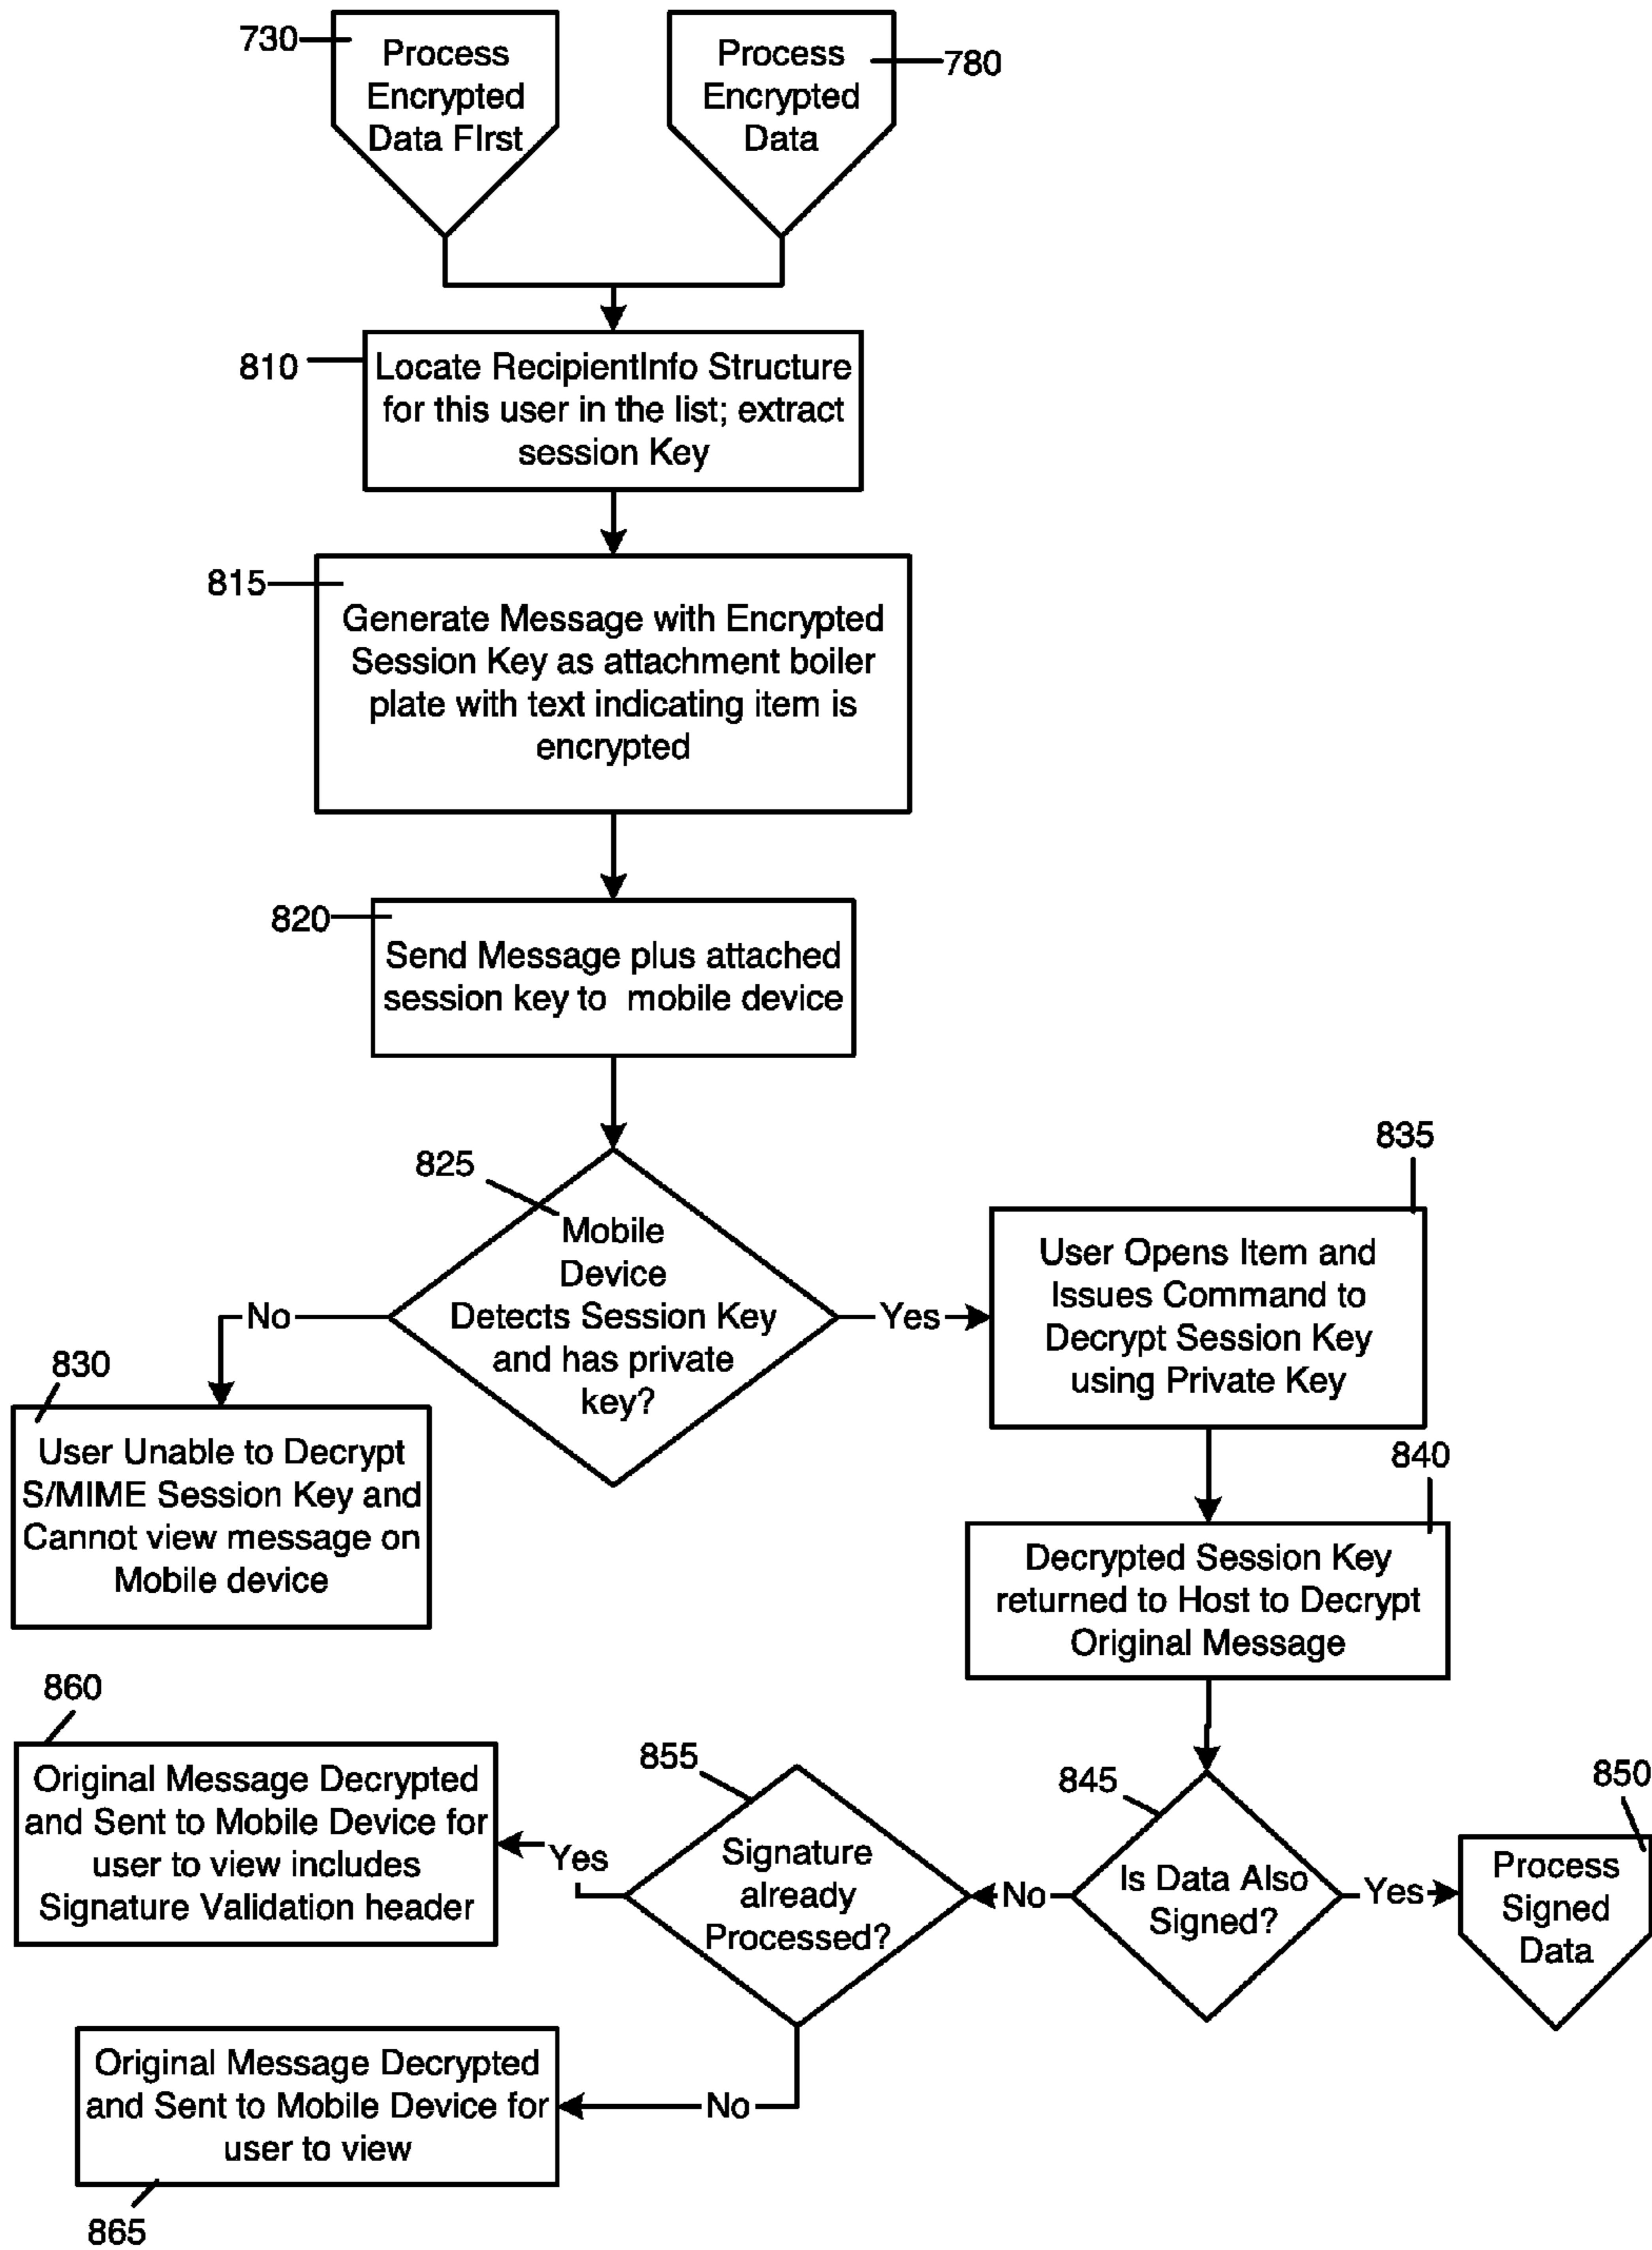 730
Process
Encrypted
Data FIrst
Process
Encrypted
Data
780
810
Locate RecipientInfo Structure
for this user in the list; extract
session Key
815
Generate Message with Encrypted
Session Key as attachment boiler
plate with text indicating item is
encrypted
820
Send Message plus attached
session key to mobile device
825
Mobile
Device
Detects Session Key
and has private
key?
No
Yes
830
User Unable to Decrypt
S/MIME Session Key and
Cannot view message on
Mobile device
835
User Opens Item and
Issues Command to
Decrypt Session Key
using Private Key
840
Decrypted Session Key
returned to Host to Decrypt
Original Message
845
Is Data Also
Signed?
Yes
850
Process
Signed
Data
No
855
Signature
already
Processed?
Yes
860
Original Message Decrypted
and Sent to Mobile Device for
user to view includes
Signature Validation header
No
Original Message Decrypted
and Sent to Mobile Device for
user to view
865